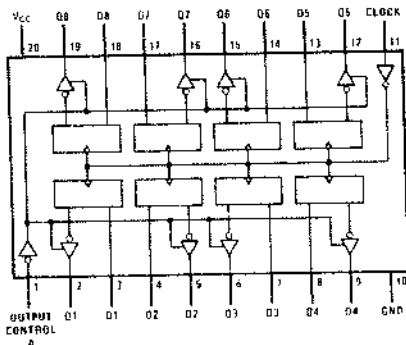 VCC Q8 D8 D7 Q7 Q6 D6 D5 Q5 CLOCK
20 19 18 17 16 15 14 13 12 11
1 2 3 4 5 6 7 8 9 10
OUTPUT CONTROL Q1 D1 D2 Q2 Q3 D3 D4 Q4 GND